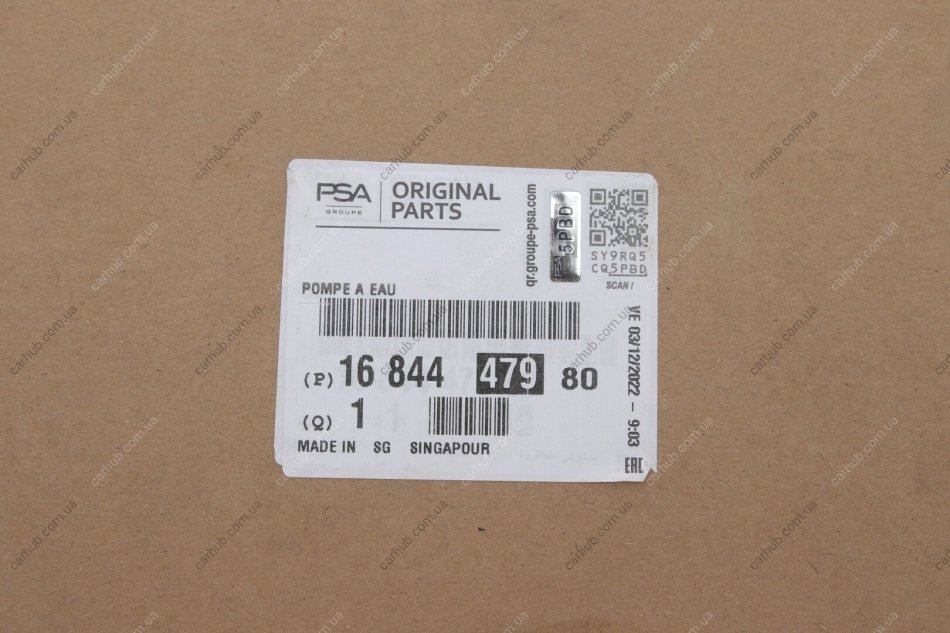 PSA
GROUPE
ORIGINAL
PARTS
qr.groupe-psa.com
PSA 5PBD
SY9RQ5
CQ5PBD
SCAN!
POMPE A EAU
(P) 16 844 479 80
(Q) 1
MADE IN SG SINGAPOUR
VE 03/12/2022 - 9:03
EAC
carhub.com.ua